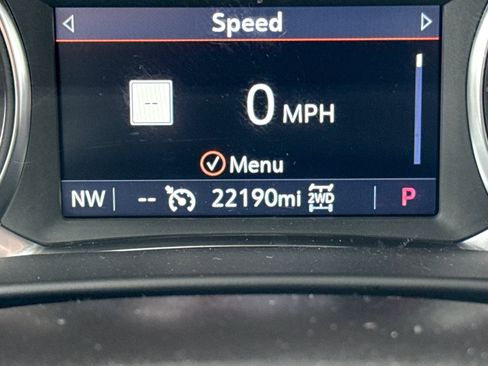 Speed
--
0 MPH
Menu
NW -- 22190mi 2WD P